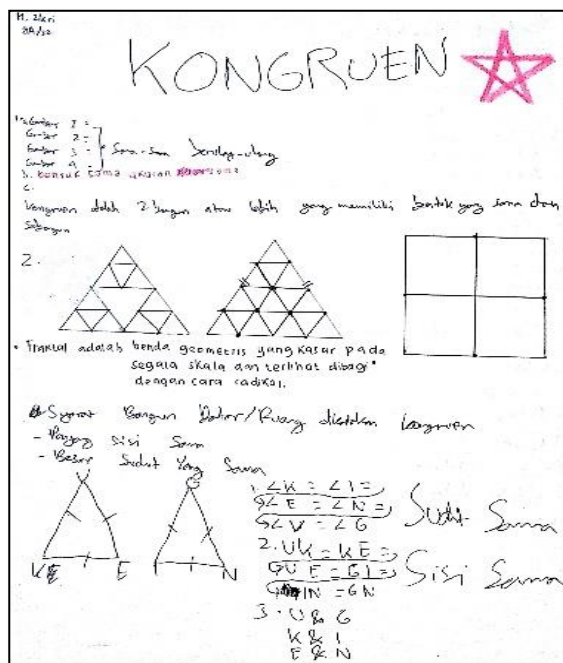 KONGRUEN
Gambar 1 =
Gambar 2 =
Gambar 3 = Sama-sama berulang-ulang
Gambar 4 =
b. bentuk sama ukuran
c.
Kongruen adalah 2 bangun atau lebih yang memiliki bentuk yang sama dan
sebangun
2.
• Fraktal adalah benda geometris yang kasar pada
segala skala dan terlihat dibagi"
dengan cara radikal.
Syarat Bangun Datar/Ruang dikatakan kongruen
- Panjang sisi Sama
- Besar Sudut Yang Sama
U
K E
G
I N
1. ∠K = ∠I =
∠E = ∠N =
∠U = ∠G
Sudut Sama
2. UK = KE =
UE = GI =
IN = GN
Sisi Sama
3. U & G
K & I
E & N